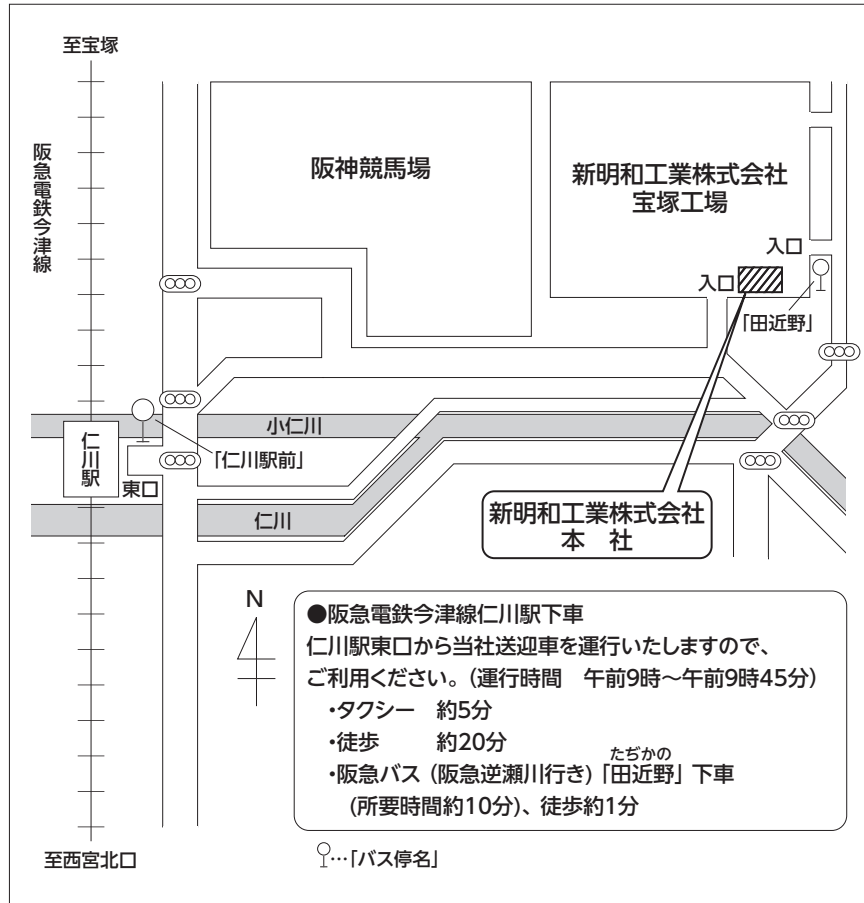 至宝塚
阪急電鉄今津線
阪神競馬場
新明和工業株式会社
宝塚工場
入口
入口
「田近野」
小仁川
仁川駅
「仁川駅前」
東口
仁川
新明和工業株式会社
本　社
N
●阪急電鉄今津線仁川駅下車
仁川駅東口から当社送迎車を運行いたしますので、
ご利用ください。（運行時間　午前9時～午前9時45分）
・タクシー　約5分
・徒歩　　　約20分
たぢかの
・阪急バス（阪急逆瀬川行き）「田近野」下車
（所要時間約10分）、徒歩約1分
至西宮北口
…「バス停名」